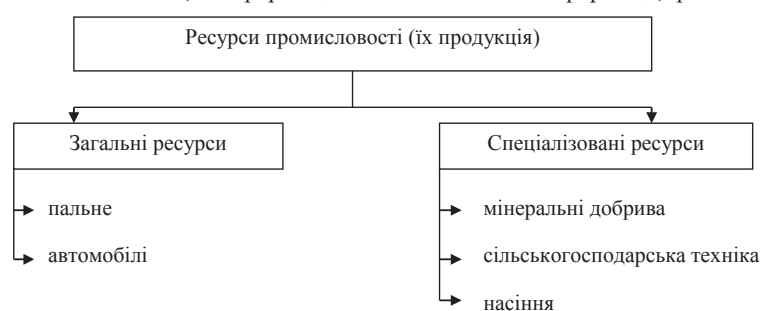 Ресурси промисловості (їх продукція)
Загальні ресурси
Спеціалізовані ресурси
пальне
автомобілі
мінеральні добрива
сільськогосподарська техніка
насіння